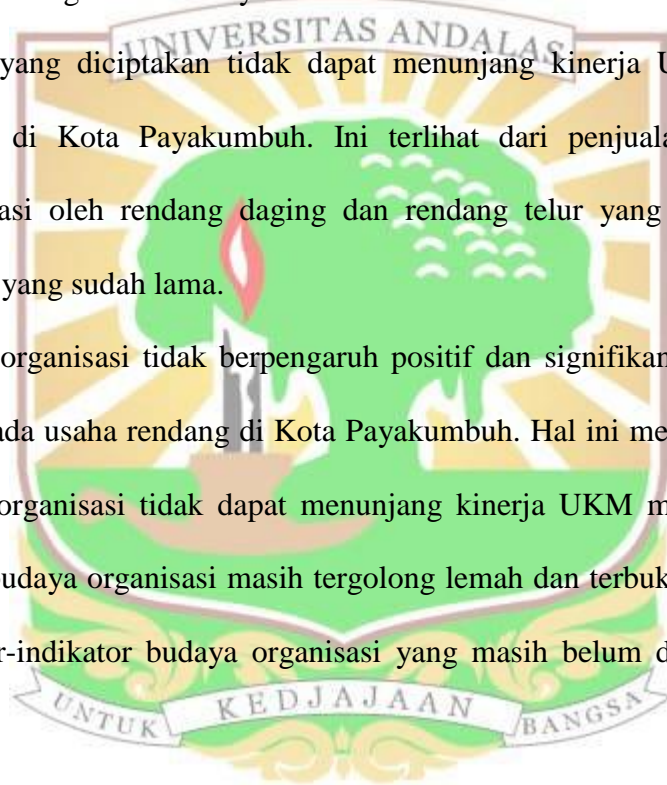 UNIVERSITAS ANDALAS
yang diciptakan tidak dapat menunjang kinerja U
di Kota Payakumbuh. Ini terlihat dari penjuala
asi oleh rendang daging dan rendang telur yang
yang sudah lama.
organisasi tidak berpengaruh positif dan signifikan
ada usaha rendang di Kota Payakumbuh. Hal ini me
organisasi tidak dapat menunjang kinerja UKM m
budaya organisasi masih tergolong lemah dan terbuk
r-indikator budaya organisasi yang masih belum d
UNTUK KEDJAJAAN BANGSA